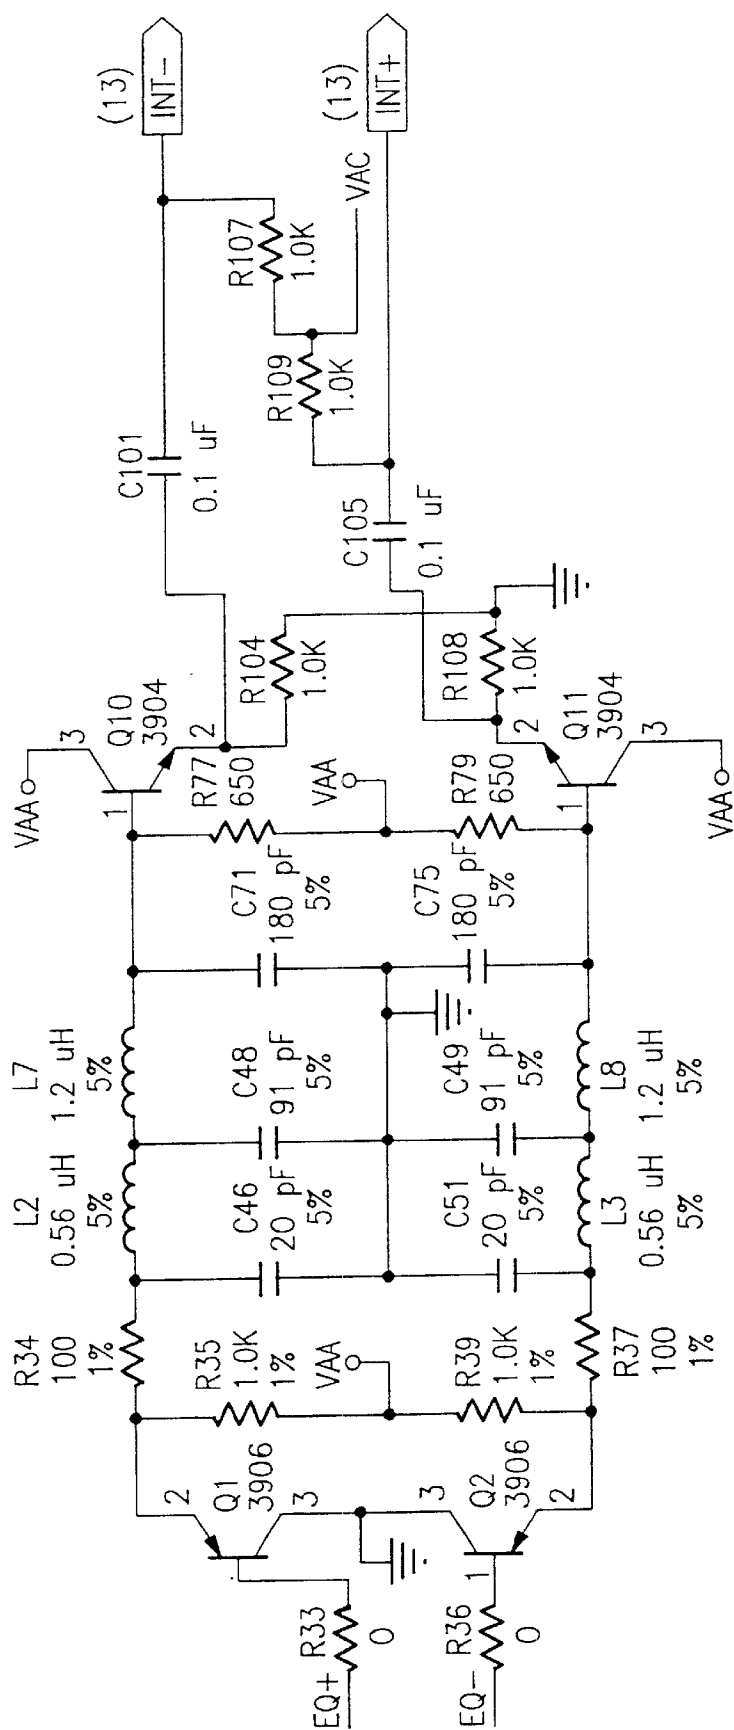 (13)
INT-
(13)
INT+
VAC
R107
1.0K
R109
1.0K
C101
0.1 uF
C105
0.1 uF
R104
1.0K
R108
1.0K
VAA
3
Q10
3904
2
1
R77
650
VAA
R79
650
2
Q11
3904
1
3
VAA
C71
180 pF
5%
C75
180 pF
5%
L7
1.2 uH
5%
C48
91 pF
5%
C49
91 pF
5%
L8
1.2 uH
5%
L2
0.56 uH
5%
C46
20 pF
5%
C51
20 pF
5%
L3
0.56 uH
5%
R34
100
1%
R35
1.0K
1%
VAA
R39
1.0K
1%
R37
100
1%
2
Q1
3906
3
3
Q2
3906
2
1
EQ+
R33
0
EQ-
R36
0